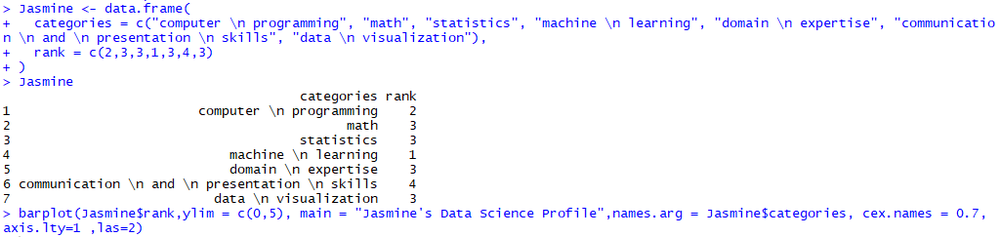 > Jasmine <- data.frame(
+   categories = c("computer \n programming", "math", "statistics", "machine \n learning", "domain \n expertise", "communicatio
n \n and \n presentation \n skills", "data \n visualization"),
+   rank = c(2,3,3,1,3,4,3)
+ )
> Jasmine
                                      categories rank
1                        computer \n programming    2
2                                           math    3
3                                     statistics    3
4                            machine \n learning    1
5                            domain \n expertise    3
6 communication \n and \n presentation \n skills    4
7                          data \n visualization    3
> barplot(Jasmine$rank,ylim = c(0,5), main = "Jasmine's Data Science Profile",names.arg = Jasmine$categories, cex.names = 0.7,
axis.lty=1 ,las=2)